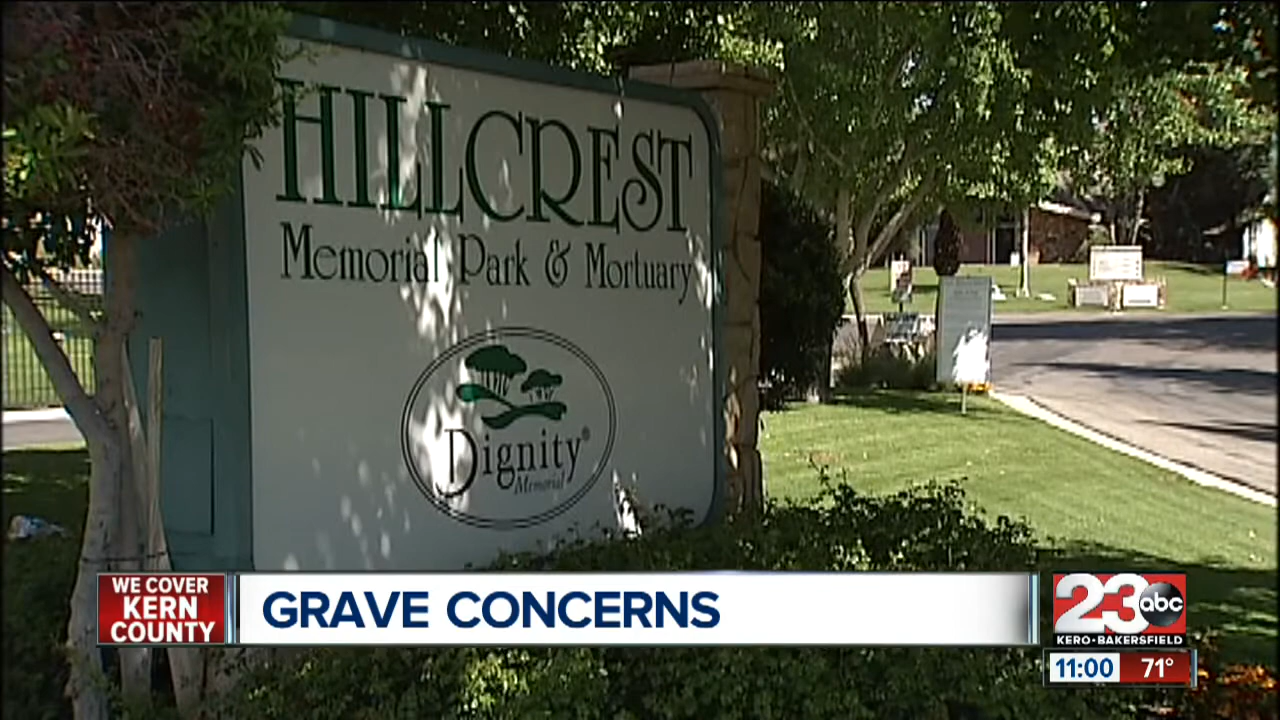 HILLCREST
Memorial Park & Mortuary
Dignity®
Memorial
WE COVER
KERN
COUNTY
GRAVE CONCERNS
23 abc
KERO-BAKERSFIELD
11:00 71°